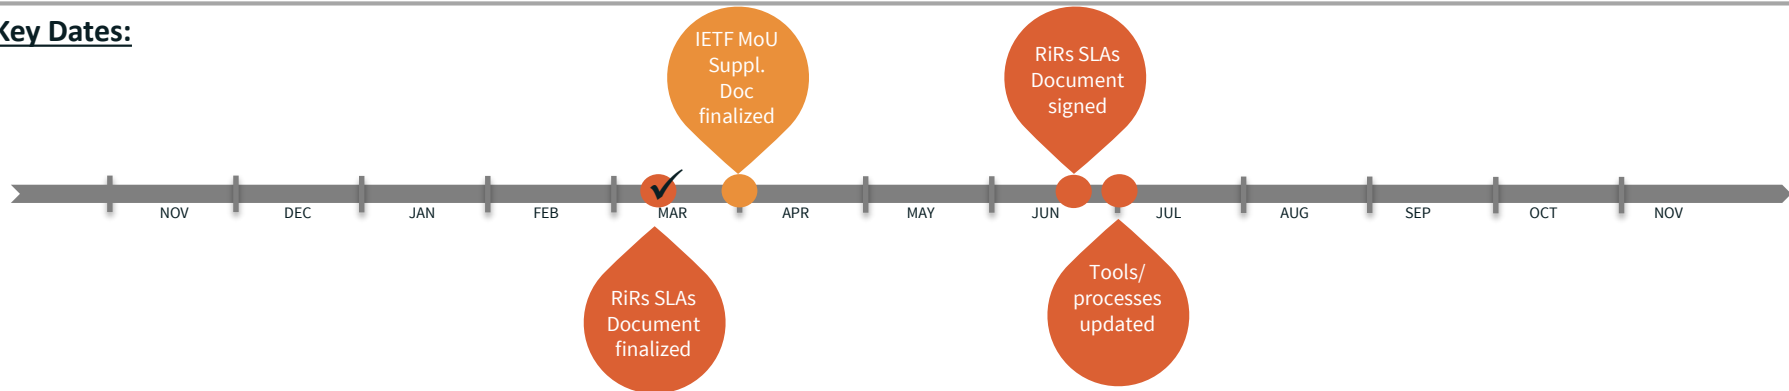 Key Dates:
IETF MoU
Suppl.
Doc
finalized
RiRs SLAs
Document
signed
NOV
DEC
JAN
FEB
MAR
APR
MAY
JUN
JUL
AUG
SEP
OCT
NOV
RiRs SLAs
Document
finalized
Tools/
processes
updated